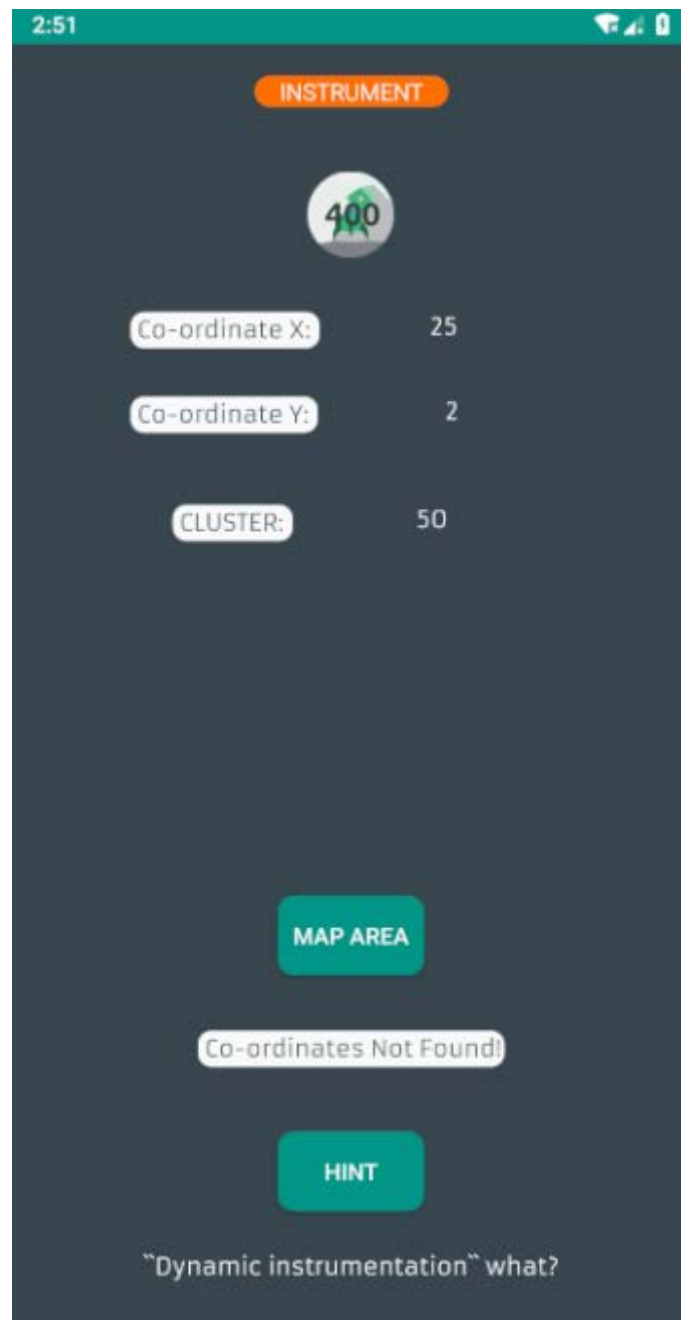 2:51
INSTRUMENT
400
Co-ordinate X: 25
Co-ordinate Y: 2
CLUSTER: 50
MAP AREA
Co-ordinates Not Found!
HINT
``Dynamic instrumentation`` what?